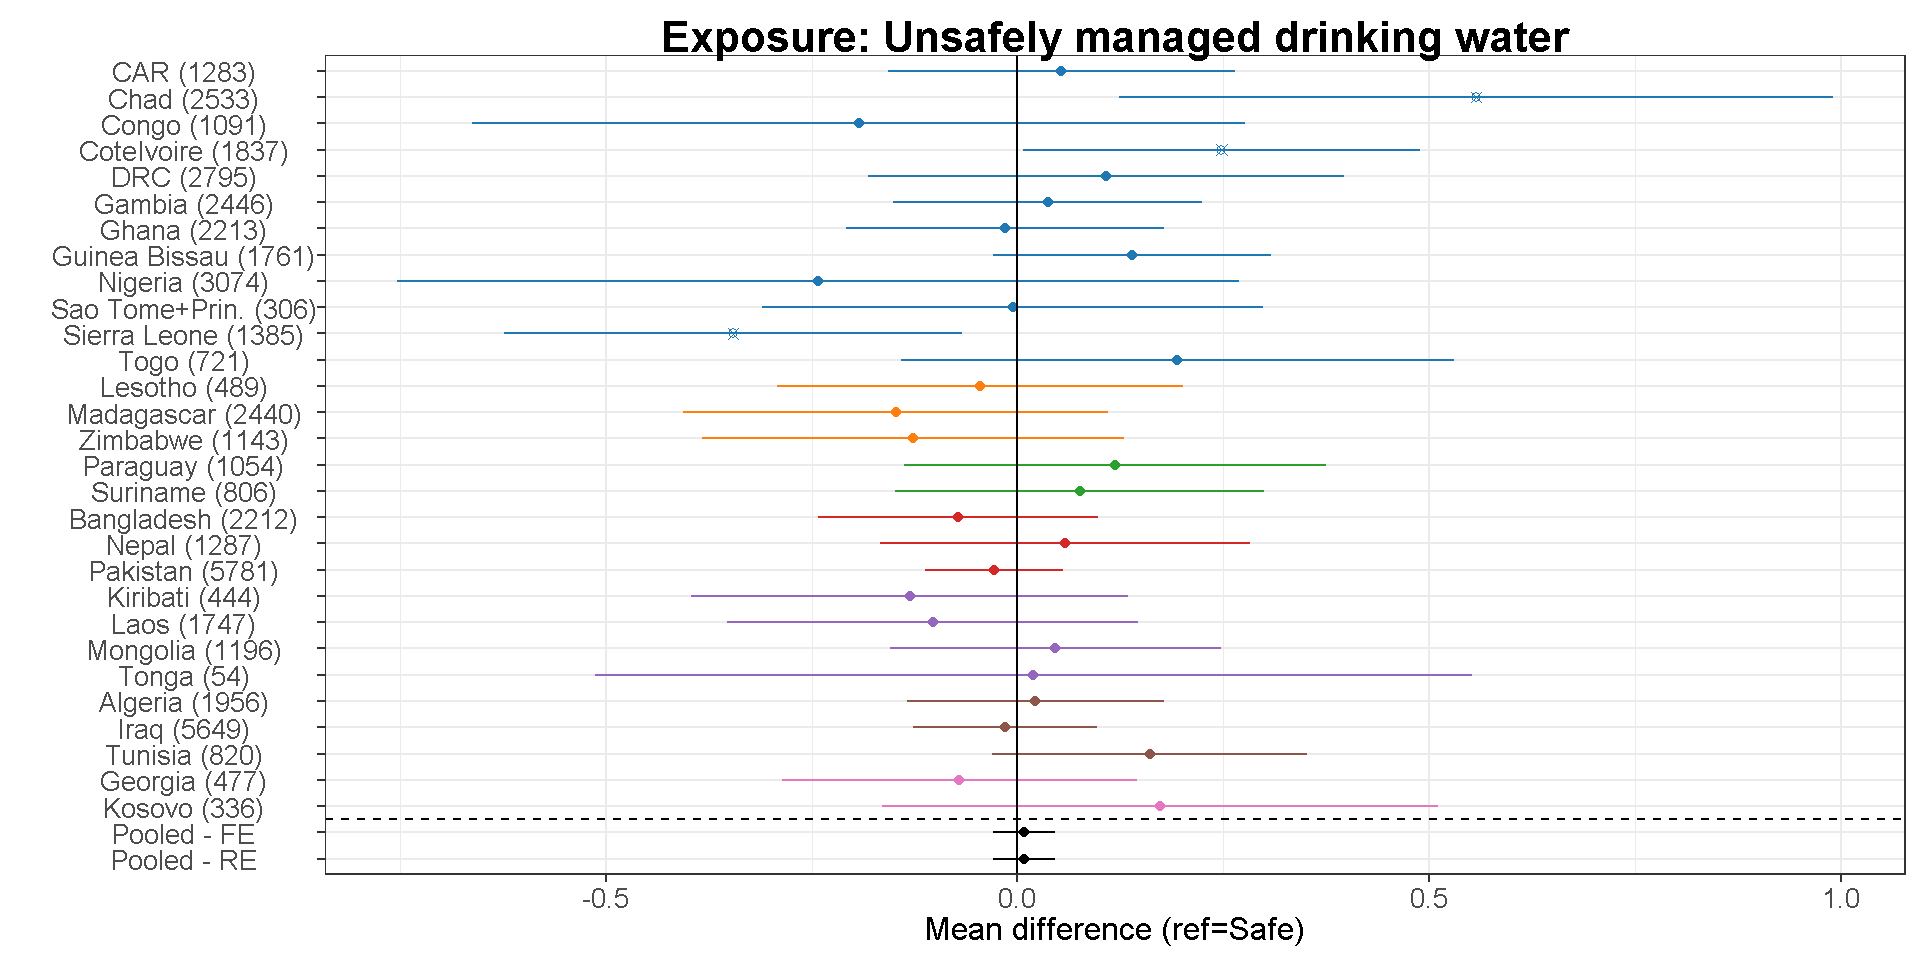 Exposure: Unsafely managed drinking water
CAR (1283)
Chad (2533)
Congo (1091)
CoteIvoire (1837)
DRC (2795)
Gambia (2446)
Ghana (2213)
Guinea Bissau (1761)
Nigeria (3074)
Sao Tome+Prin. (306)
Sierra Leone (1385)
Togo (721)
Lesotho (489)
Madagascar (2440)
Zimbabwe (1143)
Paraguay (1054)
Suriname (806)
Bangladesh (2212)
Nepal (1287)
Pakistan (5781)
Kiribati (444)
Laos (1747)
Mongolia (1196)
Tonga (54)
Algeria (1956)
Iraq (5649)
Tunisia (820)
Georgia (477)
Kosovo (336)
Pooled - FE
Pooled - RE
-0.5 0.0 0.5 1.0
Mean difference (ref=Safe)